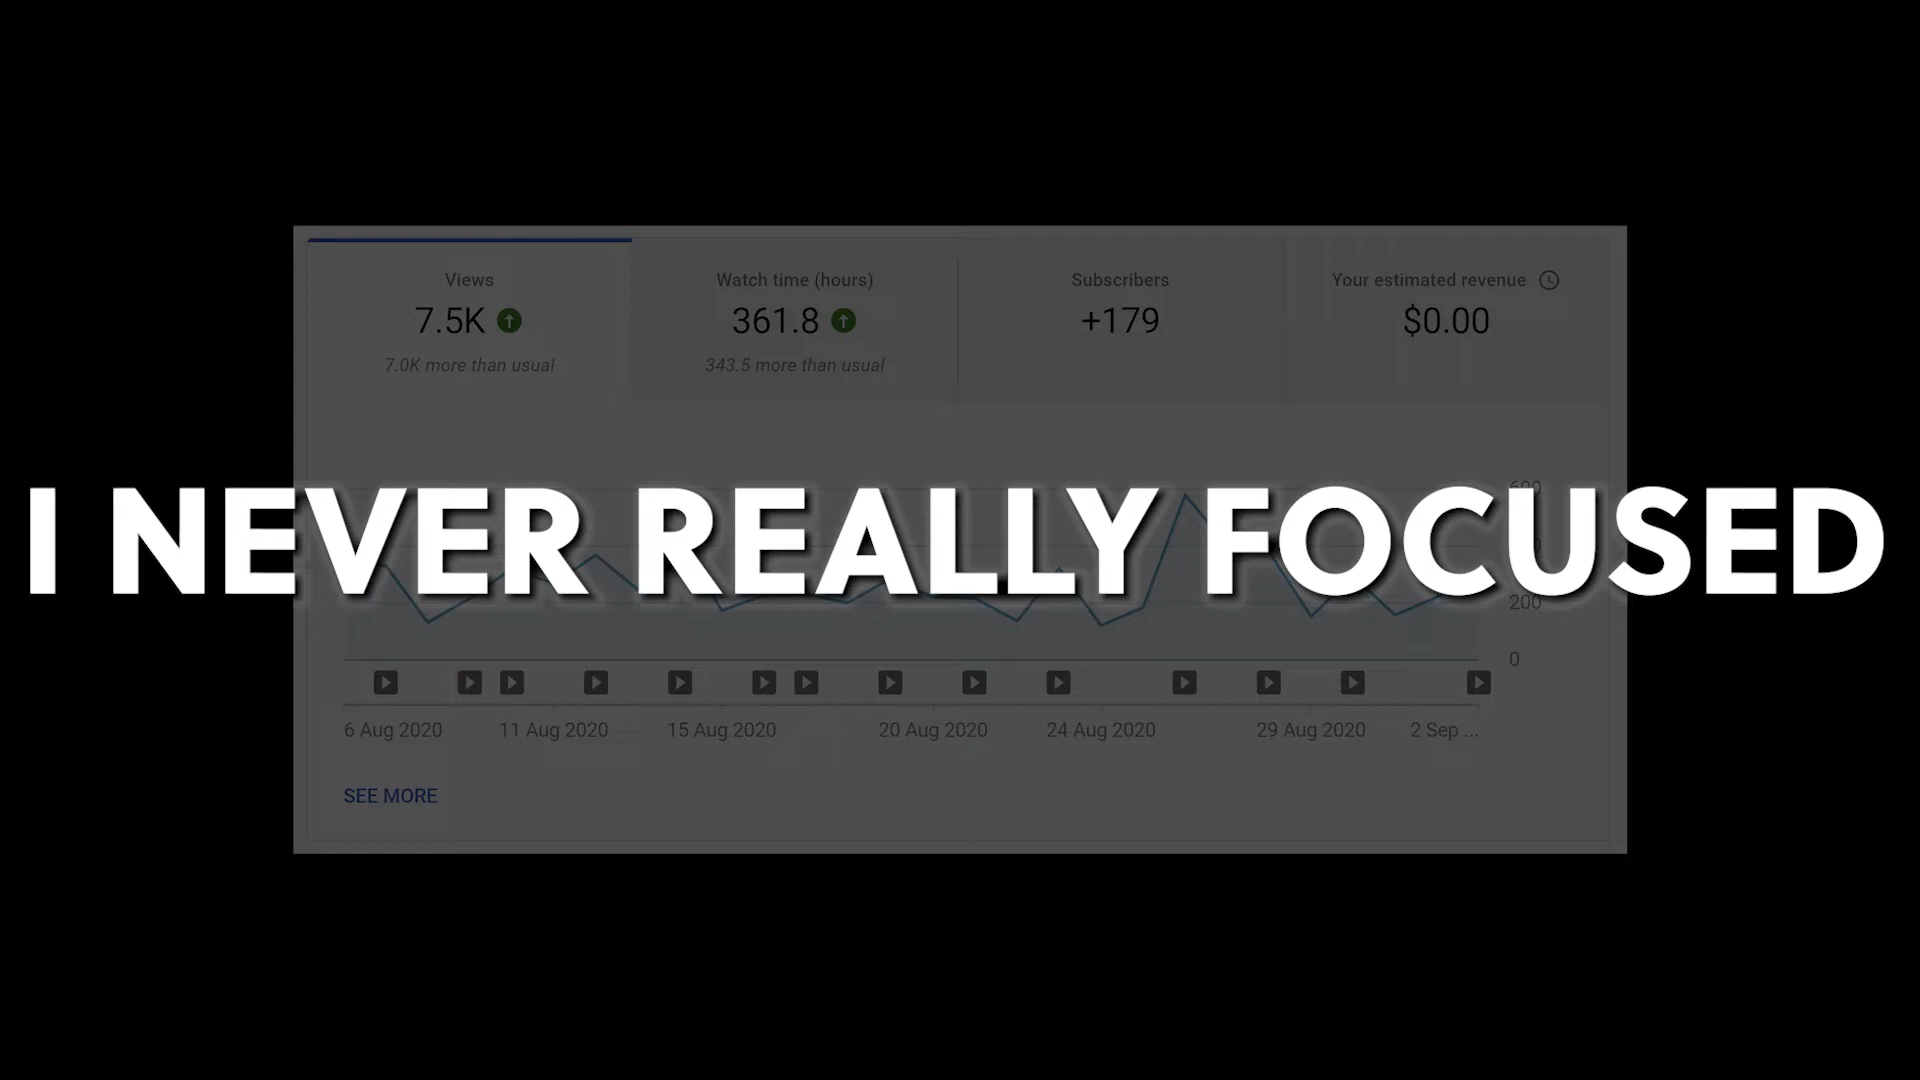 Views
7.5K
7.0K more than usual
Watch time (hours)
361.8
343.5 more than usual
Subscribers
+179
Your estimated revenue
$0.00
I NEVER REALLY FOCUSED
600
200
0
6 Aug 2020
11 Aug 2020
15 Aug 2020
20 Aug 2020
24 Aug 2020
29 Aug 2020
2 Sep ...
SEE MORE